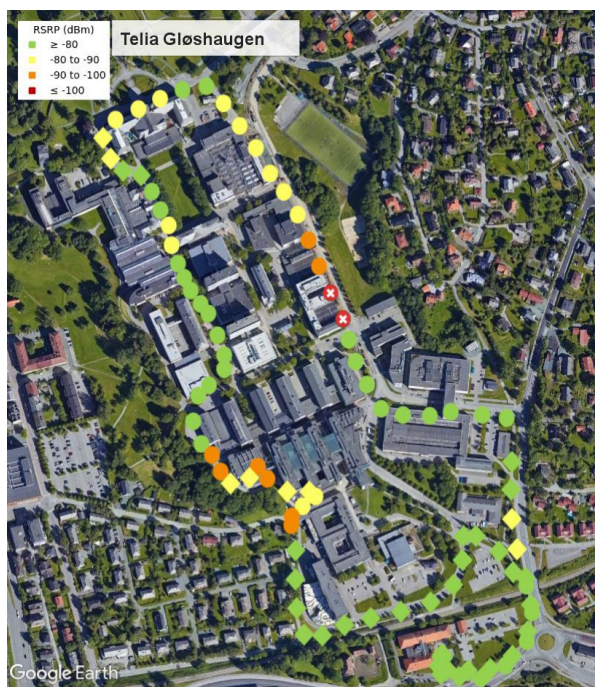 RSRP (dBm)
≥ -80
-80 to -90
-90 to -100
≤ -100
Telia Gløshaugen
Google Earth